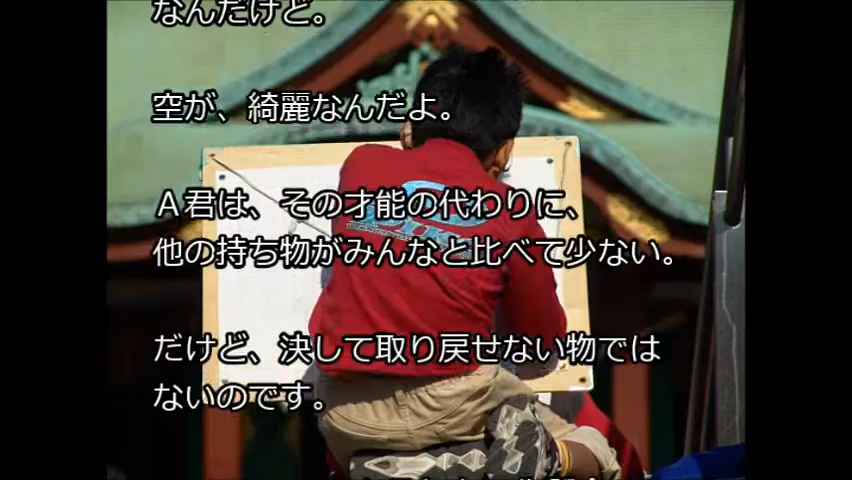 なんだけど。
空が、綺麗なんだよ。
Ａ君は、その才能の代わりに、
他の持ち物がみんなと比べて少ない。
だけど、決して取り戻せない物では
ないのです。